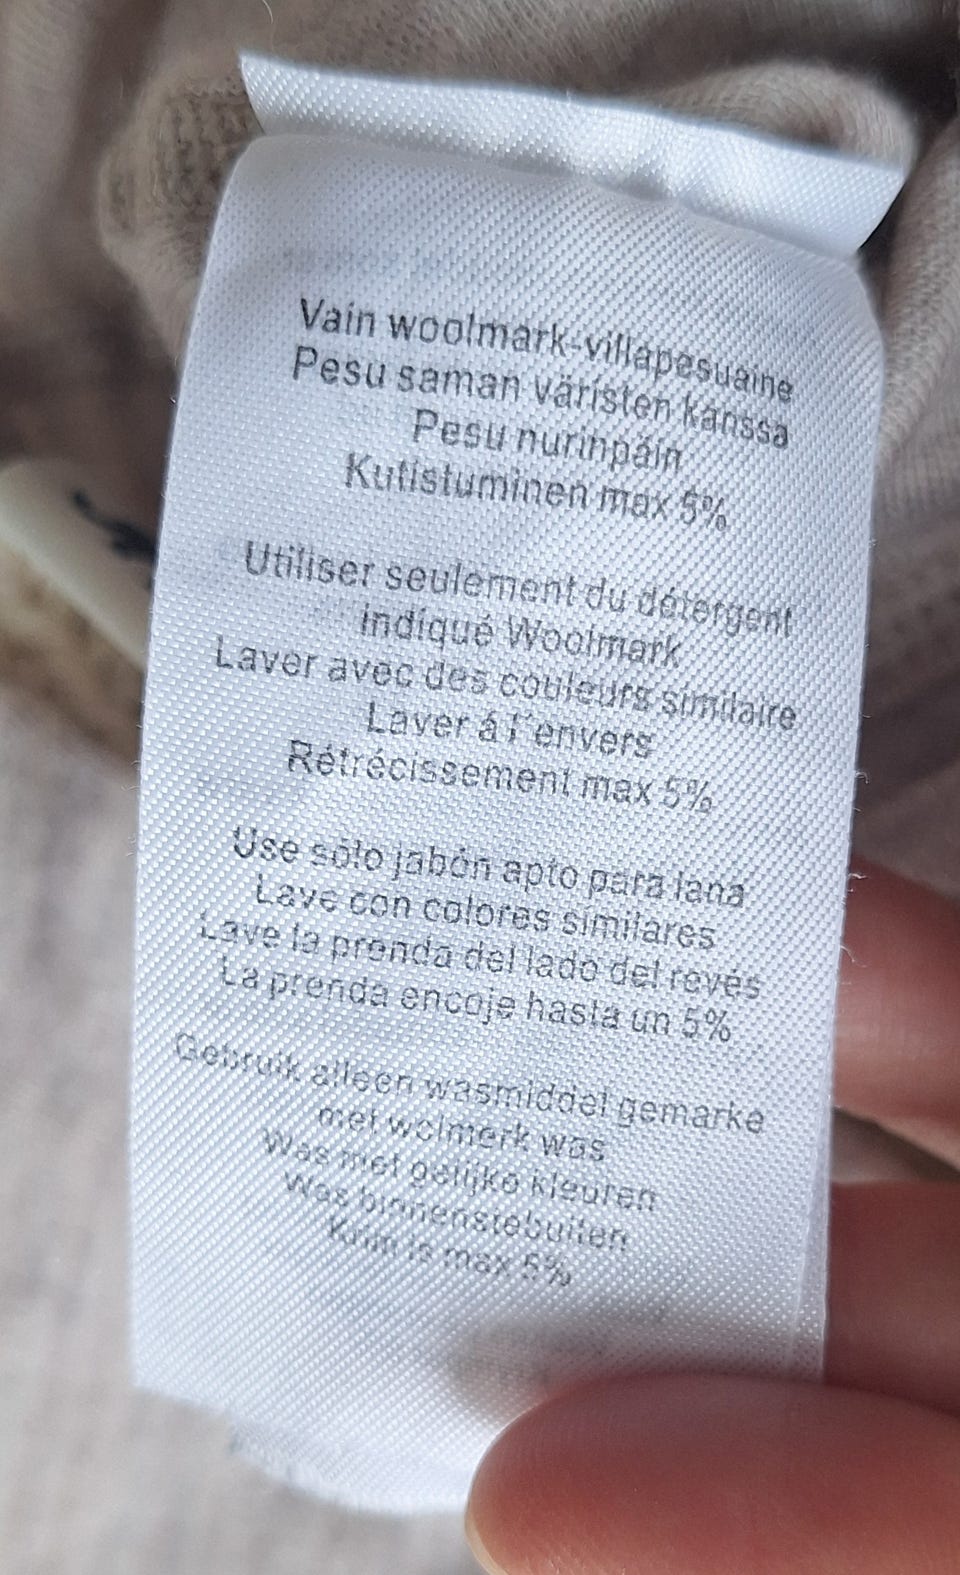 Vain woolmark-villapesuaine
Pesu saman väristen kanssa
Pesu nurinpáin
Kutistuminen max 5%
Utiliser seulement du détergent
indiqué Woolmark
Laver avec des couleurs similaire
Laver á l´envers
Rétrécissement max 5%
Use sólo jabón apto para lana
Lave con colores similares
Lave la prenda del lado del revés
La prenda encoje hasta un 5%
Gebruik alleen wasmiddel gemarke
met wolmerk was
Was met gelijke kleuren
Was binnenstebuiten
Krim is max 5%